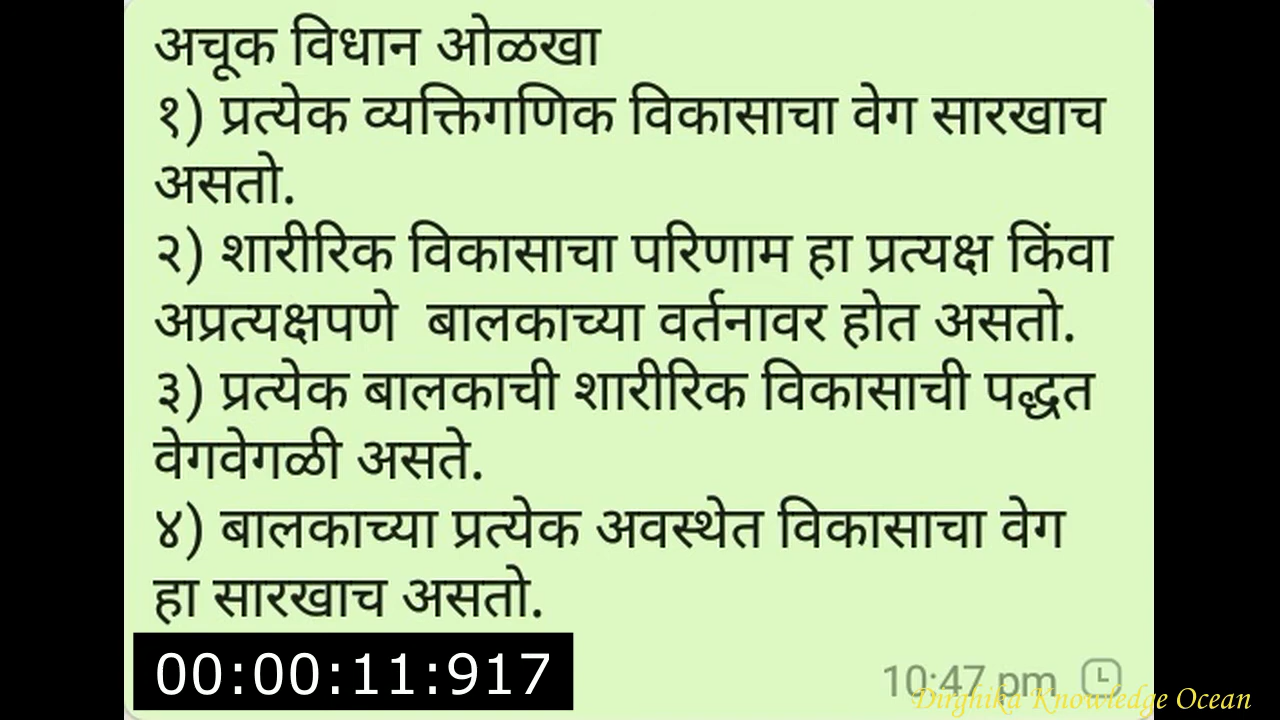 अचूक विधान ओळखा
१) प्रत्येक व्यक्तिगणिक विकासाचा वेग सारखाच
असतो.
२) शारीरिक विकासाचा परिणाम हा प्रत्यक्ष किंवा
अप्रत्यक्षपणे बालकाच्या वर्तनावर होत असतो.
३) प्रत्येक बालकाची शारीरिक विकासाची पद्धत
वेगवेगळी असते.
४) बालकाच्या प्रत्येक अवस्थेत विकासाचा वेग
हा सारखाच असतो.
00:00:11:917
10:47 pm
Dirghika Knowledge Ocean